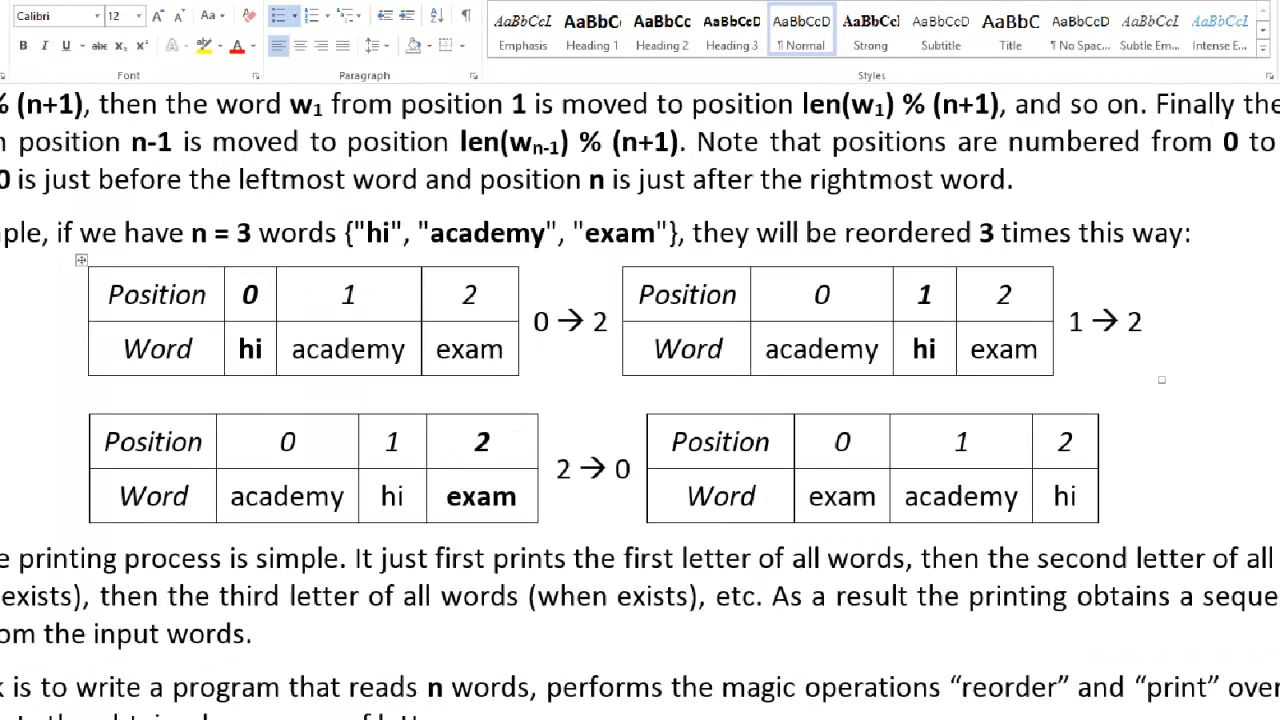 Calibri 12 A A Aa AaBbCcI AaBbC AaBbCc AaBbCcD AaBbCcD AaBbCcI AaBbCcD AaBbC AaBbCcD AaBbCcI AaBbCcI
B I U abc X₂ X² A aby A Emphasis Heading 1 Heading 2 Heading 3 ¶ Normal Strong Subtitle Title ¶ No Spac... Subtle Em... Intense E...
Font Paragraph Styles
% (n+1), then the word w₁ from position 1 is moved to position len(w₁) % (n+1), and so on. Finally the
position n-1 is moved to position len(wₙ₋₁) % (n+1). Note that positions are numbered from 0 to
0 is just before the leftmost word and position n is just after the rightmost word.
ple, if we have n = 3 words {"hi", "academy", "exam"}, they will be reordered 3 times this way:
Position 0 1 2 0 → 2 Position 0 1 2 1 → 2
Word hi academy exam Word academy hi exam
Position 0 1 2 2 → 0 Position 0 1 2
Word academy hi exam Word exam academy hi
e printing process is simple. It just first prints the first letter of all words, then the second letter of all
exists), then the third letter of all words (when exists), etc. As a result the printing obtains a seque
om the input words.
k is to write a program that reads n words, performs the magic operations “reorder” and “print” over